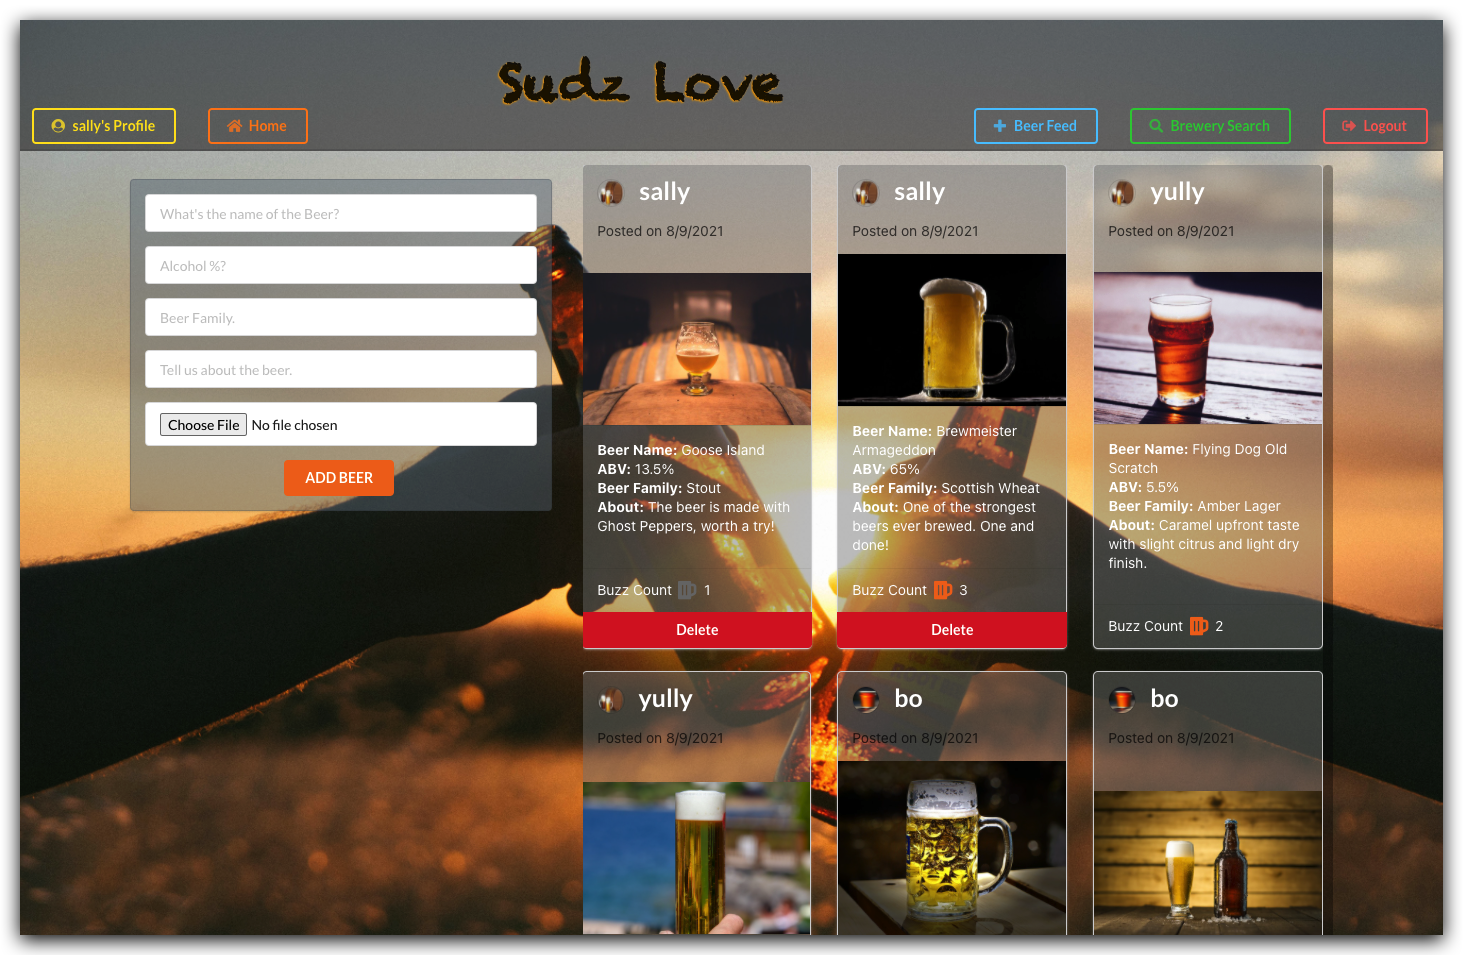 Sudz Love
sally's Profile
Home
Beer Feed
Brewery Search
Logout
What's the name of the Beer?
Alcohol %?
Beer Family.
Tell us about the beer.
Choose File No file chosen
ADD BEER
sally
Posted on 8/9/2021
Beer Name: Goose Island
ABV: 13.5%
Beer Family: Stout
About: The beer is made with
Ghost Peppers, worth a try!
Buzz Count 1
Delete
sally
Posted on 8/9/2021
Beer Name: Brewmeister
Armageddon
ABV: 65%
Beer Family: Scottish Wheat
About: One of the strongest
beers ever brewed. One and
done!
Buzz Count 3
Delete
yully
Posted on 8/9/2021
Beer Name: Flying Dog Old
Scratch
ABV: 5.5%
Beer Family: Amber Lager
About: Caramel upfront taste
with slight citrus and light dry
finish.
Buzz Count 2
yully
Posted on 8/9/2021
bo
Posted on 8/9/2021
bo
Posted on 8/9/2021